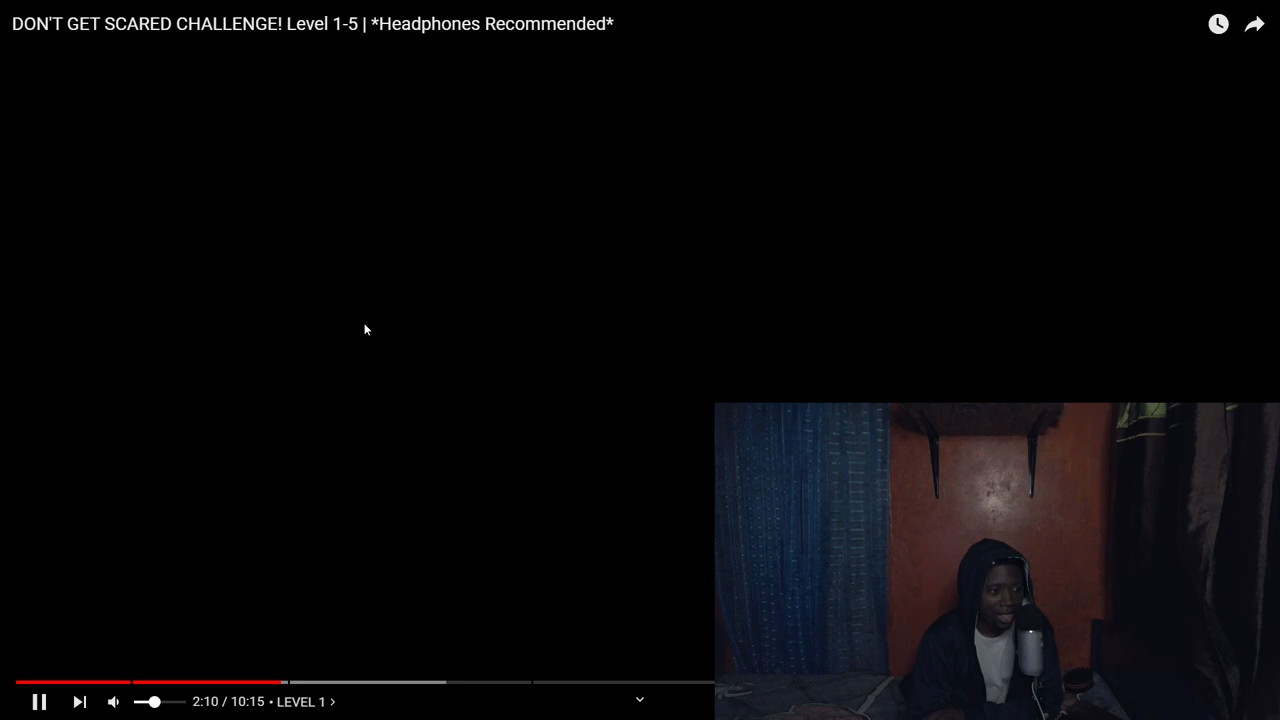 DON'T GET SCARED CHALLENGE! Level 1-5 | *Headphones Recommended*
2:10 / 10:15 • LEVEL 1 >